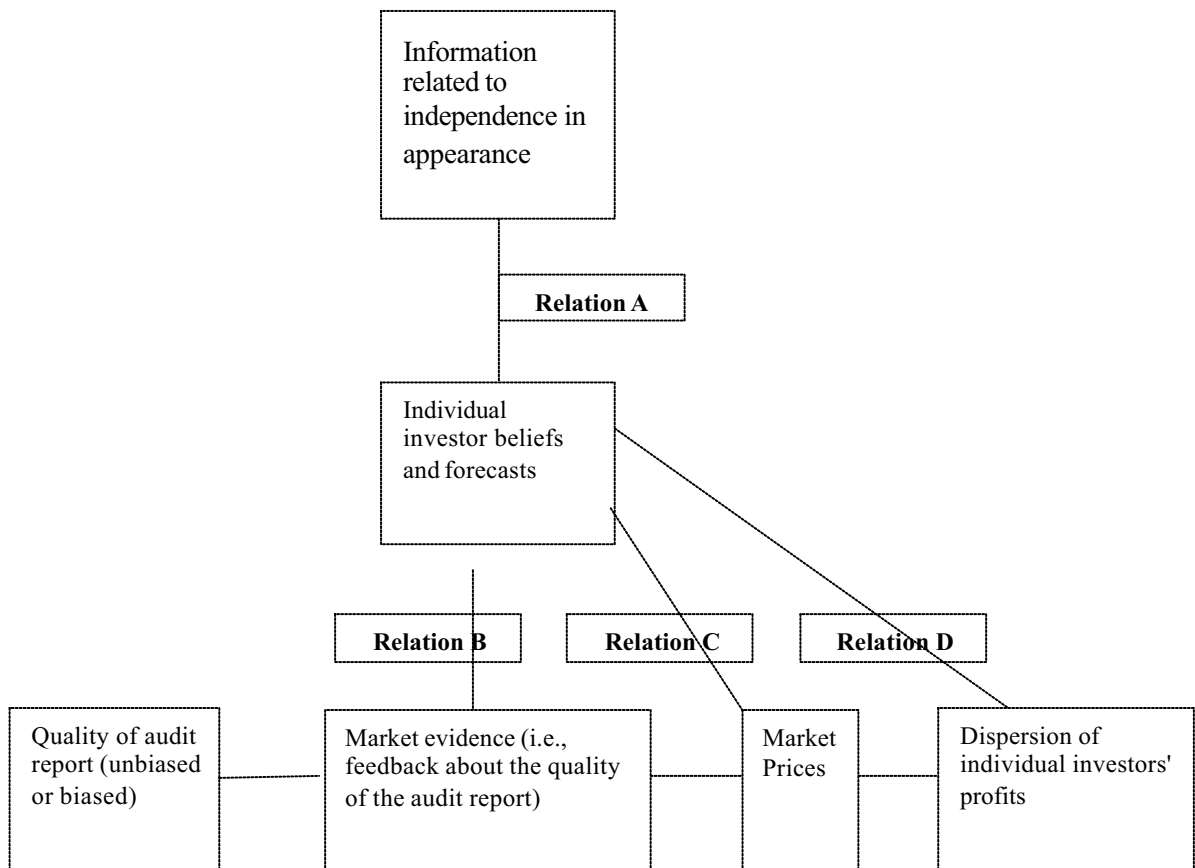 Information
related to
independence in
appearance
Relation A
Individual
investor beliefs
and forecasts
Relation B
Relation C
Relation D
Quality of audit
report (unbiased
or biased)
Market evidence (i.e.,
feedback about the quality
of the audit report)
Market
Prices
Dispersion of
individual investors'
profits